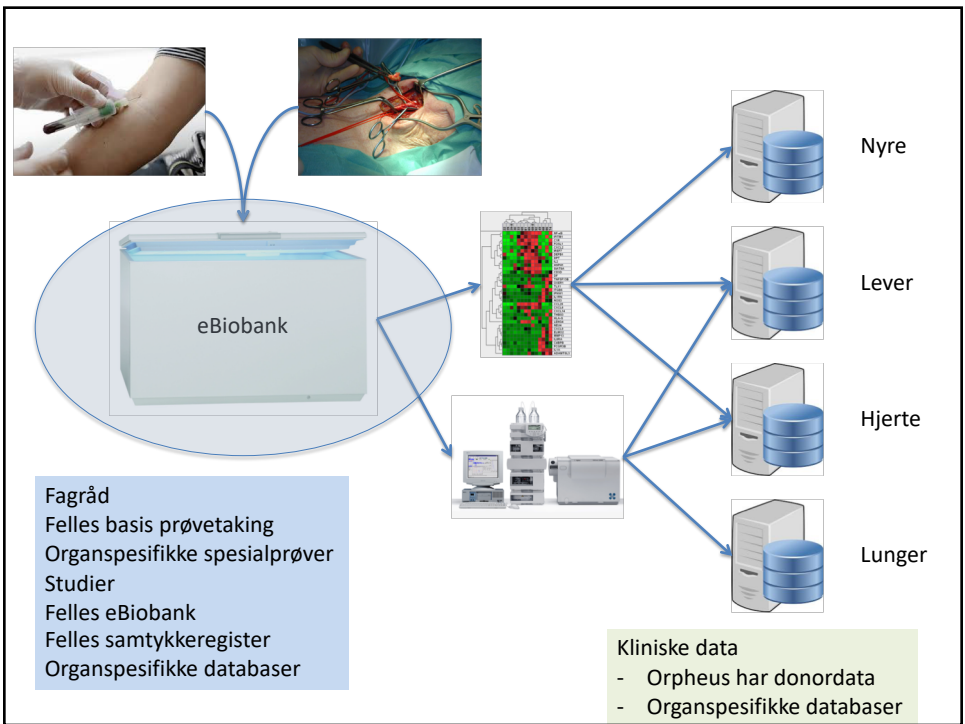 Nyre
Lever
eBiobank
Hjerte
Lunger
Fagråd
Felles basis prøvetaking
Organspesifikke spesialprøver
Studier
Felles eBiobank
Felles samtykkeregister
Organspesifikke databaser
Kliniske data
- Orpheus har donordata
- Organspesifikke databaser